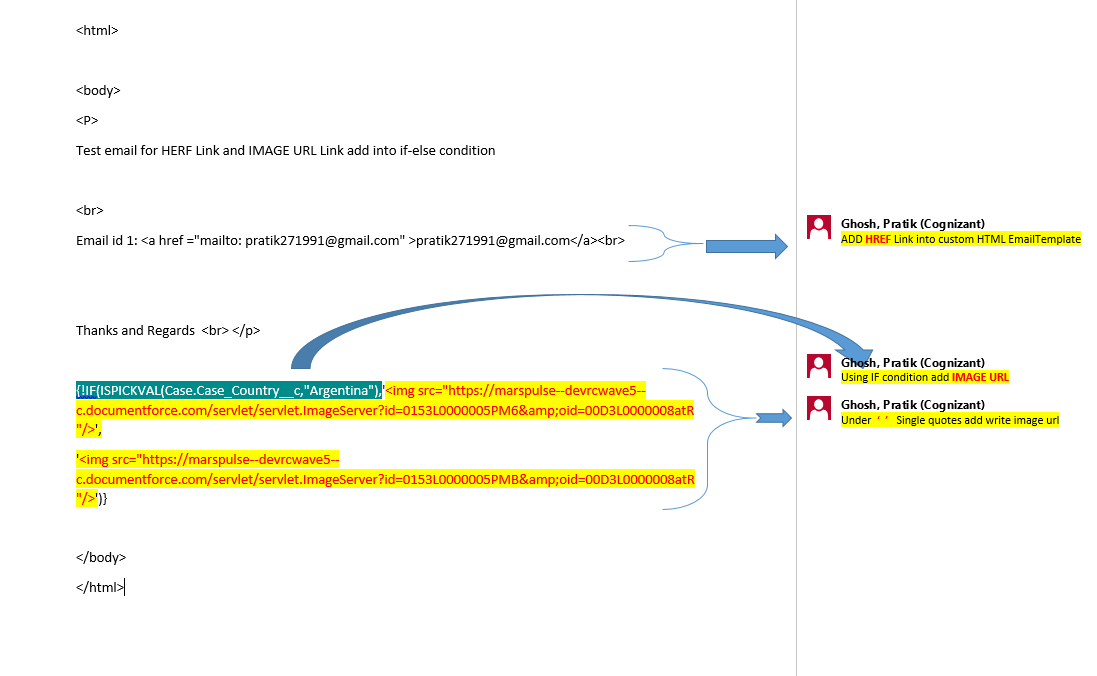 <html>
<body>
<P>
Test email for HERF Link and IMAGE URL Link add into if-else condition
<br>
Email id 1: <a href ="mailto: pratik271991@gmail.com" >pratik271991@gmail.com</a><br>
Ghosh, Pratik (Cognizant)
ADD HREF Link into custom HTML EmailTemplate
Thanks and Regards  <br> </p>
{!IF(ISPICKVAL(Case.Case_Country__c,"Argentina"),'<img src="https://marspulse--devrcwave5--
c.documentforce.com/servlet/servlet.ImageServer?id=0153L0000005PM6&amp;oid=00D3L0000008atR
"/>',
'<img src="https://marspulse--devrcwave5--
c.documentforce.com/servlet/servlet.ImageServer?id=0153L0000005PMB&amp;oid=00D3L0000008atR
"/>')}
Ghosh, Pratik (Cognizant)
Using IF condition add IMAGE URL
Ghosh, Pratik (Cognizant)
Under ‘ ’ Single quotes add write image url
</body>
</html>